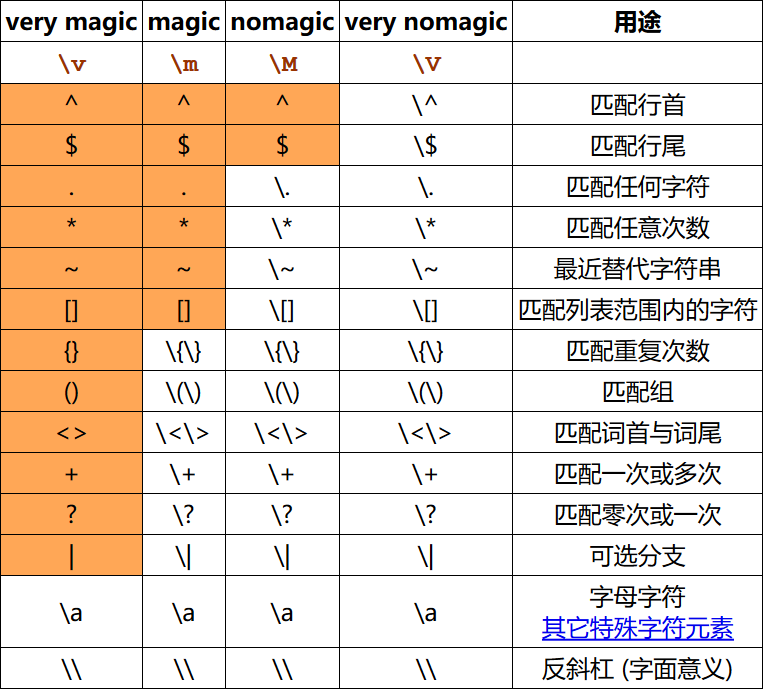 very magic magic nomagic very nomagic 用途
\v \m \M \V
^ ^ ^ \^ 匹配行首
$ $ $ \$ 匹配行尾
. . \. \. 匹配任何字符
* * \* \* 匹配任意次数
~ ~ \~ \~ 最近替代字符串
[] [] \[] \[] 匹配列表范围内的字符
{} \{\} \{\} \{\} 匹配重复次数
() \(\) \(\) \(\) 匹配组
<> \<\> \<\> \<\> 匹配词首与词尾
+ \+ \+ \+ 匹配一次或多次
? \? \? \? 匹配零次或一次
| \| \| \| 可选分支
\a \a \a \a 字母字符
其它特殊字符元素
\\ \\ \\ \\ 反斜杠 (字面意义)